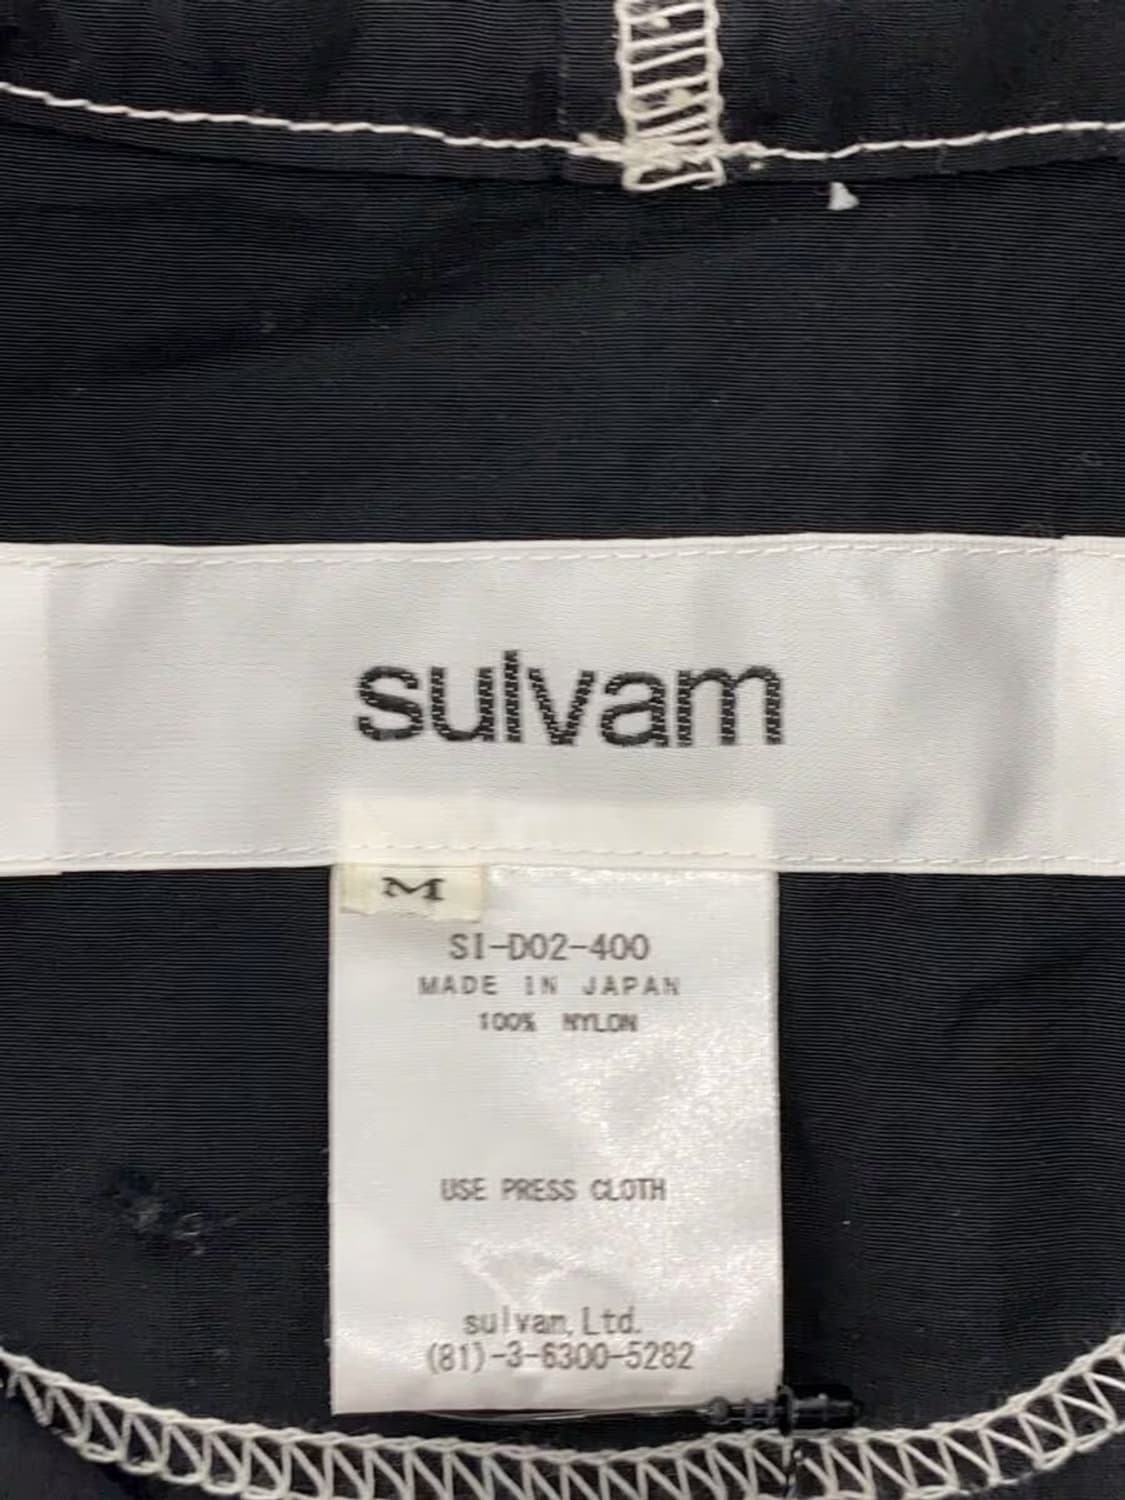 sulvam
M
SI-D02-400
MADE IN JAPAN
100% NYLON
USE PRESS CLOTH
sulvam,Ltd.
(81)-3-6300-5282